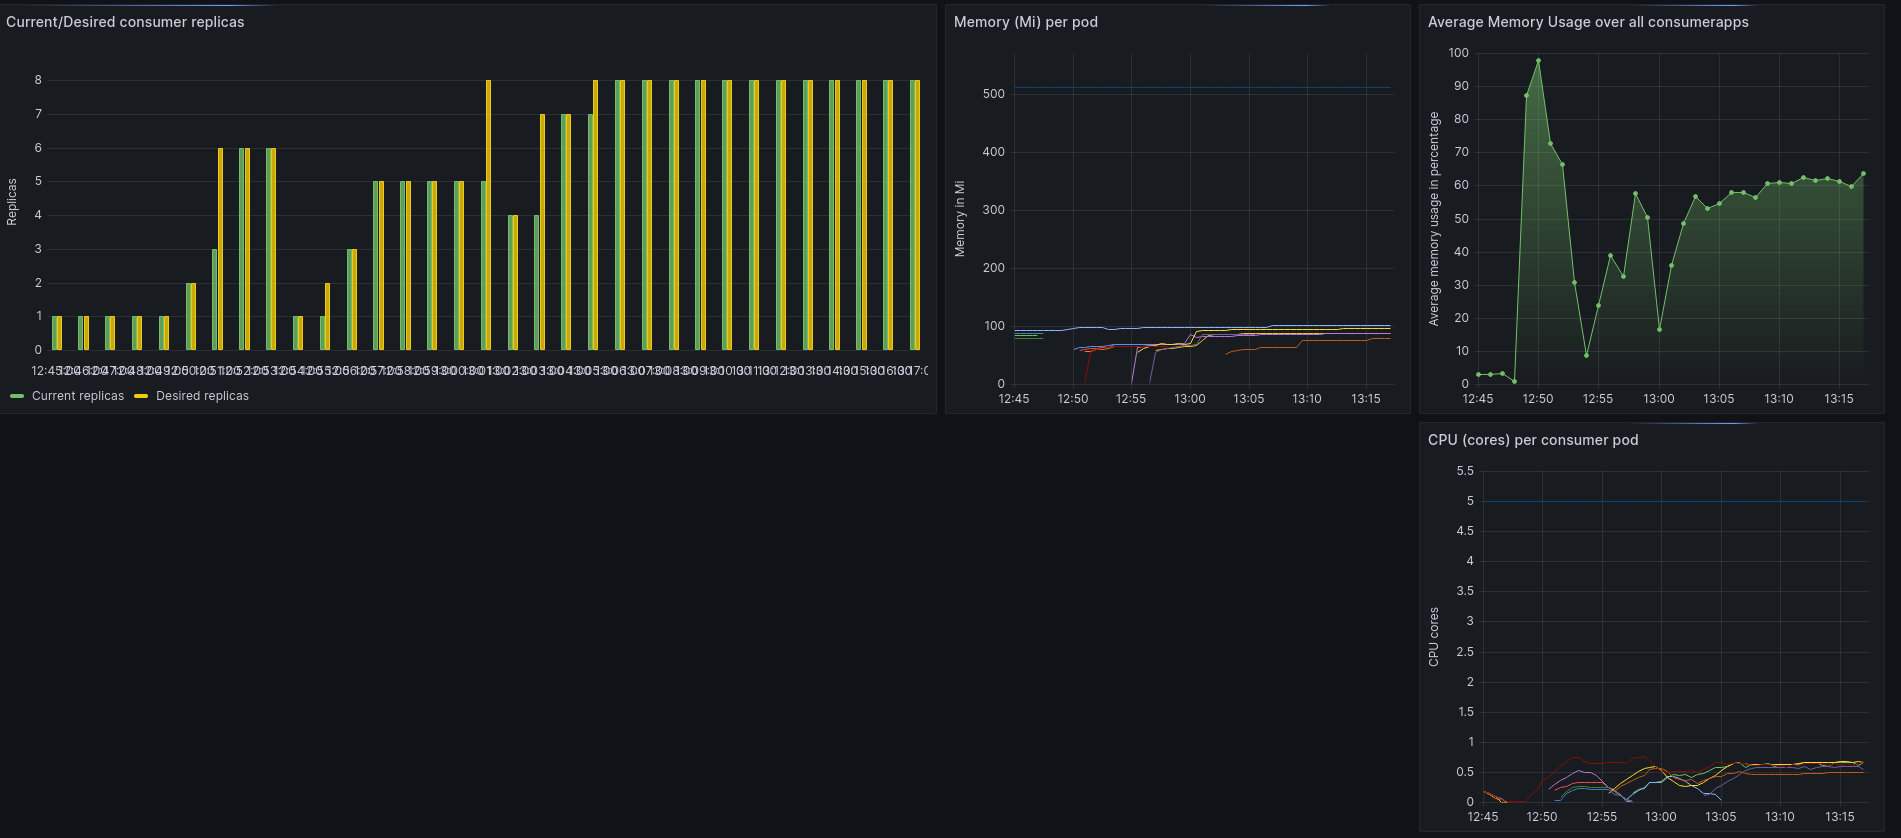 Current/Desired consumer replicas
Replicas
8
7
6
5
4
3
2
1
0
Current replicas
Desired replicas
Memory (Mi) per pod
Memory in Mi
500
400
300
200
100
0
12:45 12:50 12:55 13:00 13:05 13:10 13:15
Average Memory Usage over all consumerapps
Average memory usage in percentage
100
90
80
70
60
50
40
30
20
10
0
12:45 12:50 12:55 13:00 13:05 13:10 13:15
CPU (cores) per consumer pod
CPU cores
5.5
5
4.5
4
3.5
3
2.5
2
1.5
1
0.5
0
12:45 12:50 12:55 13:00 13:05 13:10 13:15